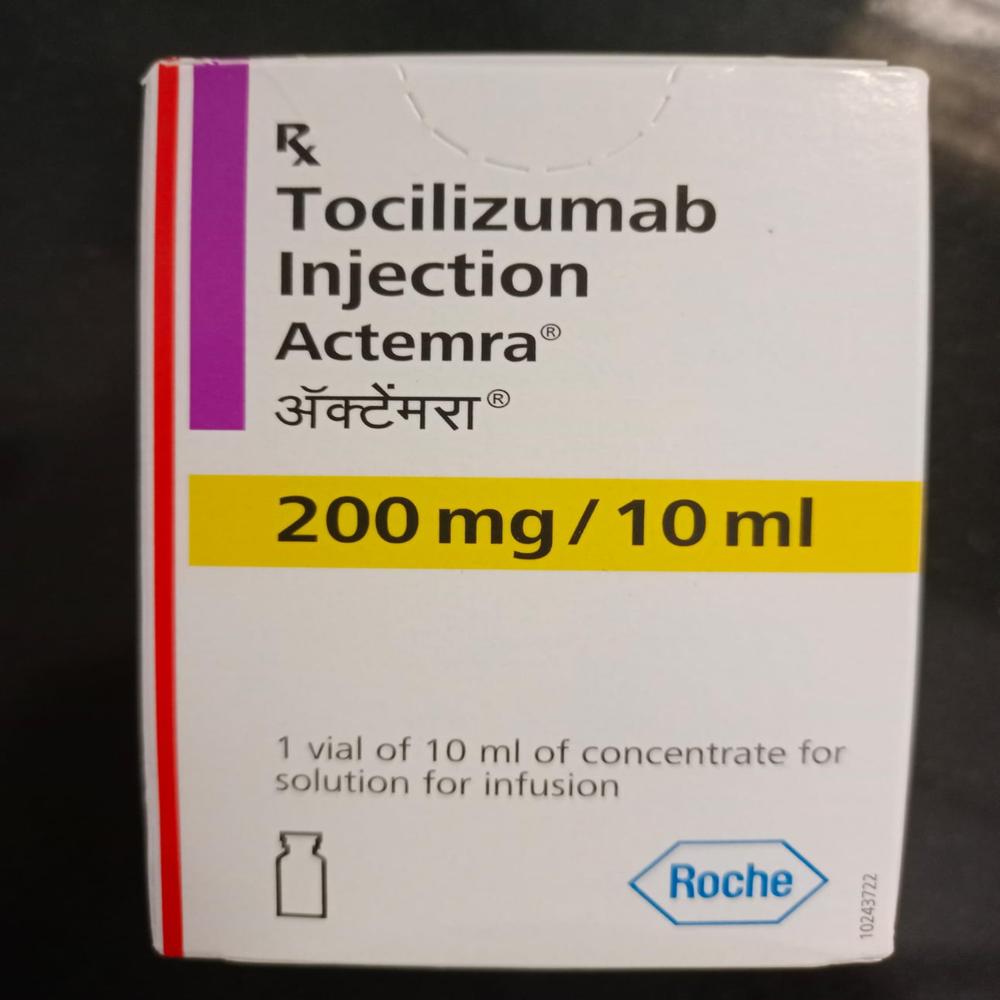 Rx
Tocilizumab
Injection
Actemra®
ॲक्टेंमरा®
200 mg / 10 ml
1 vial of 10 ml of concentrate for
solution for infusion
Roche
10243722